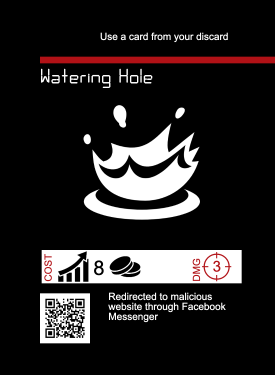 Use a card from your discard
Watering Hole
COST
8
DMG
3
Redirected to malicious
website through Facebook
Messenger